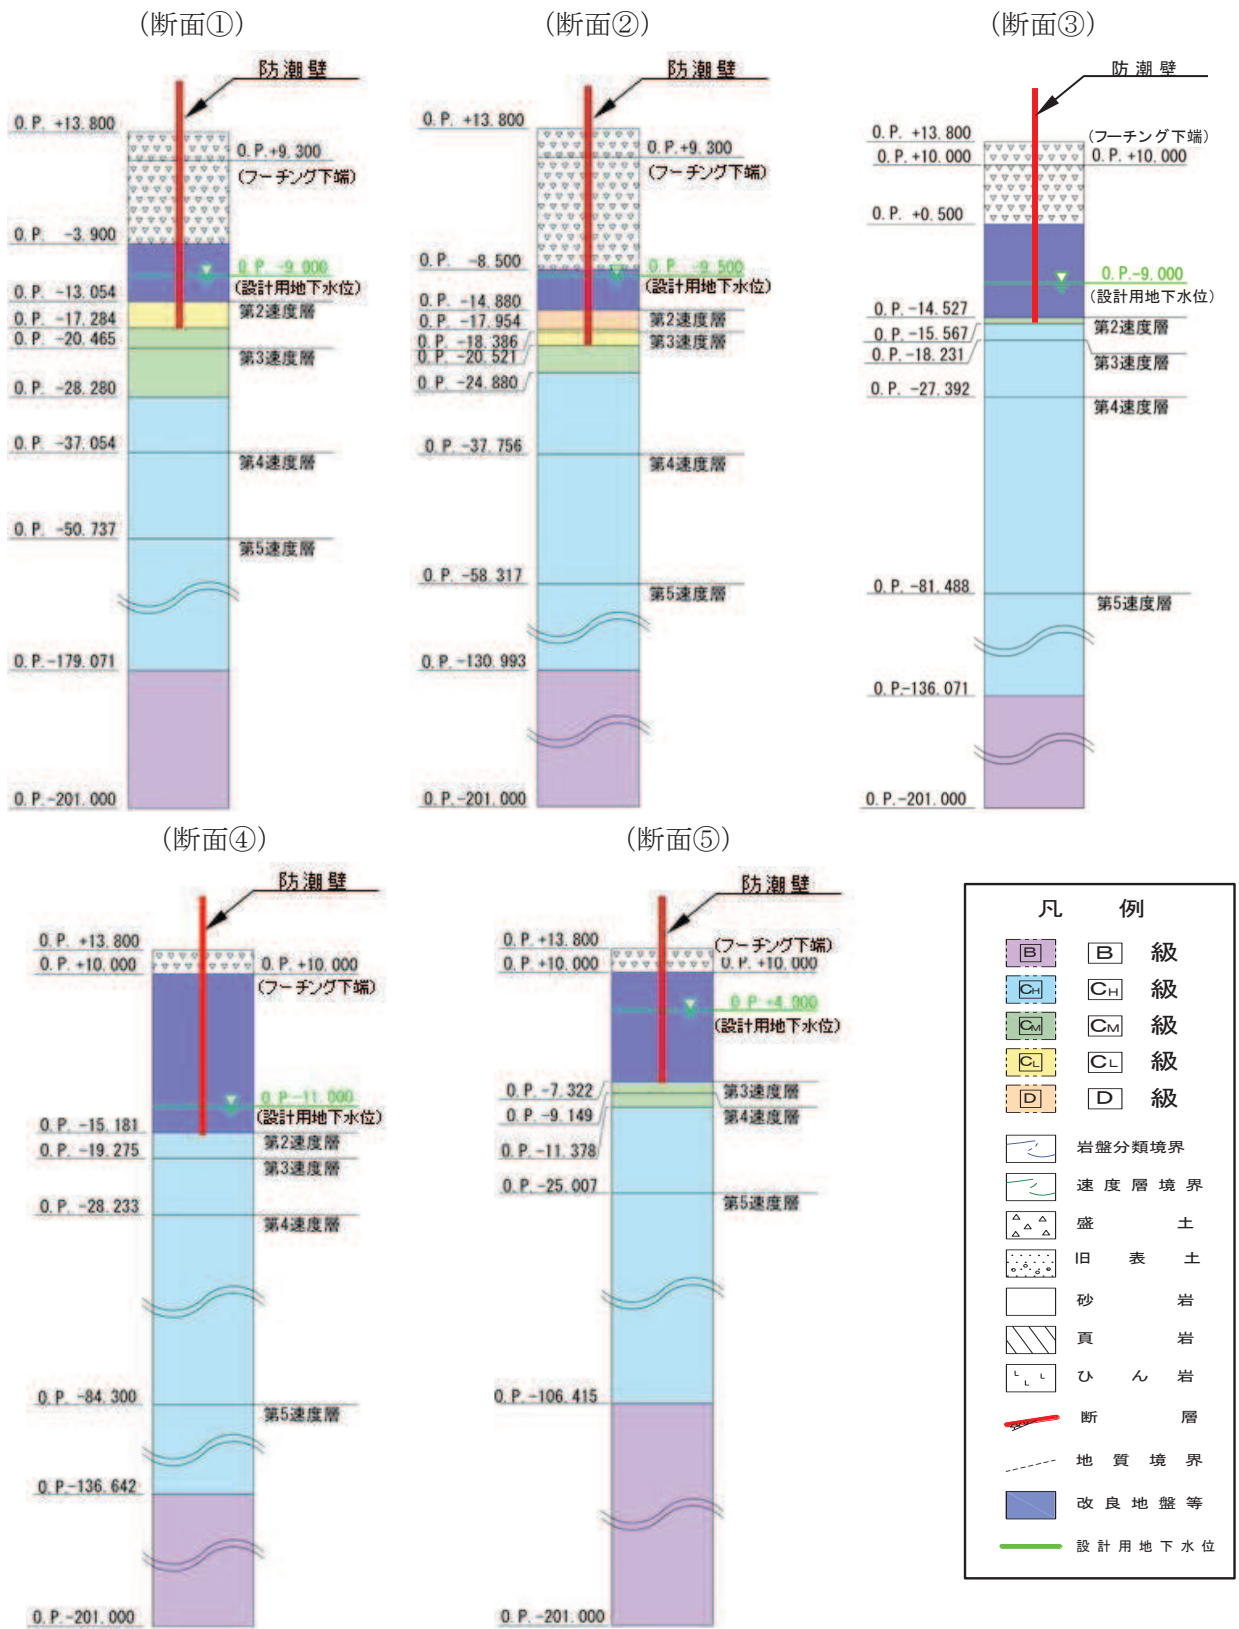 (断面①)
防潮壁
O.P. +13.800
O.P.+9.300
(フーチング下端)
O.P. -3.900
O.P. -9.000
(設計用地下水位)
O.P. -13.054
第2速度層
O.P. -17.284
O.P. -20.465
第3速度層
O.P. -28.280
O.P. -37.054
第4速度層
O.P. -50.737
第5速度層
O.P.-179.071
O.P.-201.000
(断面②)
防潮壁
O.P. +13.800
O.P.+9.300
(フーチング下端)
O.P. -8.500
O.P. -9.500
(設計用地下水位)
O.P. -14.880
第2速度層
O.P. -17.954
O.P. -18.386
第3速度層
O.P. -20.521
O.P. -24.880
O.P. -37.756
第4速度層
O.P. -58.317
第5速度層
O.P.-130.993
O.P.-201.000
(断面③)
防潮壁
O.P. +13.800
(フーチング下端)
O.P. +10.000
O.P. +10.000
O.P. +0.500
O.P.-9.000
(設計用地下水位)
O.P. -14.527
第2速度層
O.P. -15.567
O.P. -18.231
第3速度層
O.P. -27.392
第4速度層
O.P. -81.488
第5速度層
O.P-136.071
O.P.-201.000
(断面④)
防潮壁
O.P. +13.800
O.P. +10.000
O.P. +10.000
(フーチング下端)
O.P-11.000
(設計用地下水位)
O.P. -15.181
第2速度層
O.P. -19.275
第3速度層
O.P. -28.233
第4速度層
O.P. -84.300
第5速度層
O.P-136.642
O.P.-201.000
(断面⑤)
防潮壁
O.P. +13.800
(フーチング下端)
O.P. +10.000
O.P. +10.000
O.P +4.000
(設計用地下水位)
O.P. -7.322
第3速度層
O.P. -9.149
第4速度層
O.P. -11.378
O.P. -25.007
第5速度層
O.P.-106.415
O.P.-201.000
凡 例
B B 級
CH CH 級
CM CM 級
CL CL 級
D D 級
岩盤分類境界
速度層境界
盛土
旧表土
砂岩
頁岩
ひん岩
断層
地質境界
改良地盤等
設計用地下水位